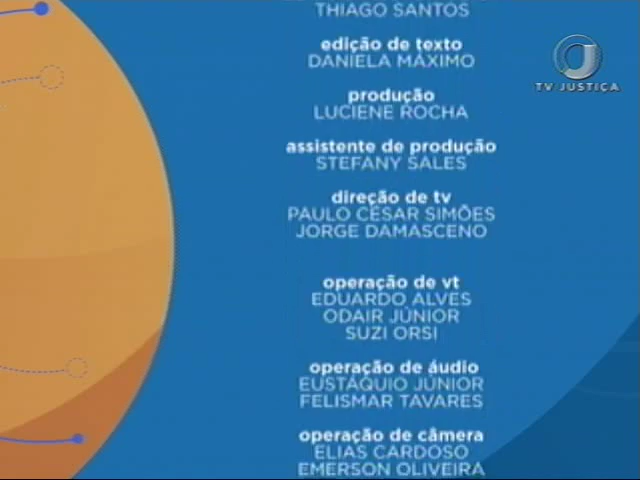 THIAGO SANTOS
edição de texto
DANIELA MÁXIMO
TV JUSTIÇA
produção
LUCIENE ROCHA
assistente de produção
STEFANY SALES
direção de tv
PAULO CÉSAR SIMÕES
JORGE DAMASCENO
operação de vt
EDUARDO ALVES
ODAIR JÚNIOR
SUZI ORSI
operação de áudio
EUSTÁQUIO JÚNIOR
FELISMAR TAVARES
operação de câmera
ELIAS CARDOSO
EMERSON OLIVEIRA